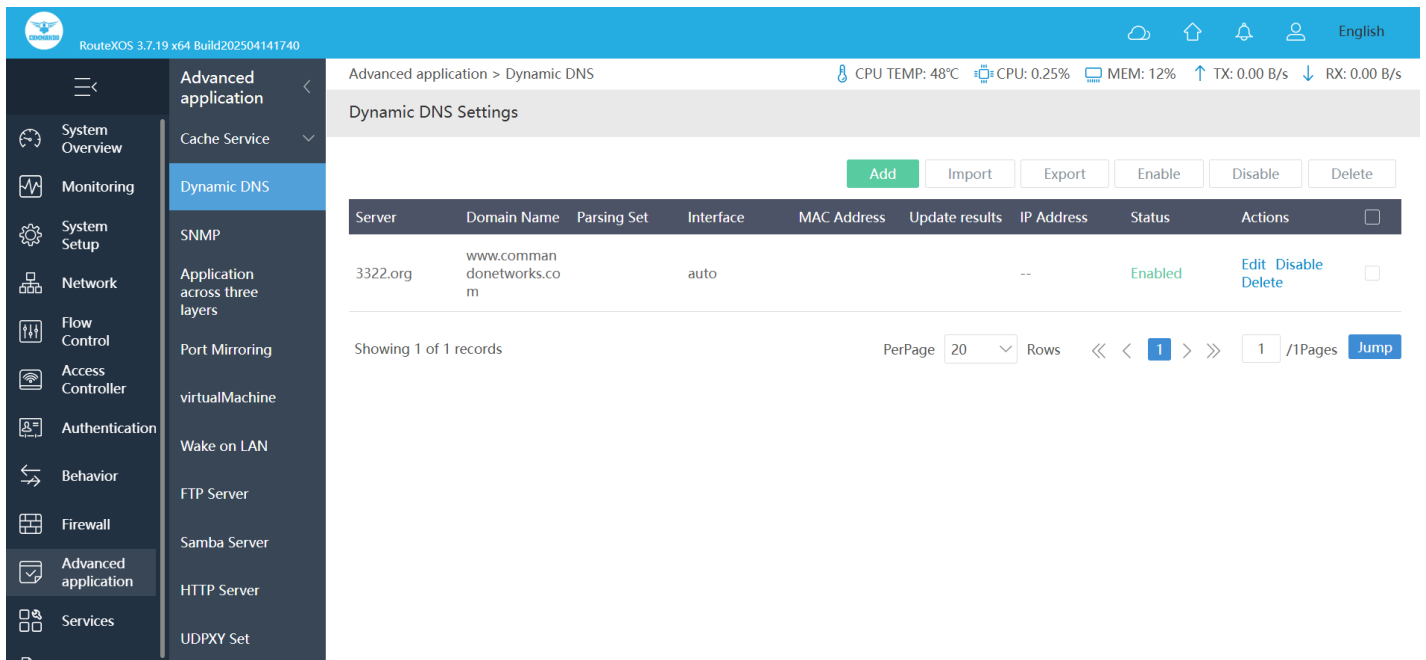 COMMANDO
RouteXOS 3.7.19 x64 Build202504141740
English
System
Overview
Monitoring
System
Setup
Network
Flow
Control
Access
Controller
Authentication
Behavior
Firewall
Advanced
application
Services
Advanced
application
Cache Service
Dynamic DNS
SNMP
Application
across three
layers
Port Mirroring
virtualMachine
Wake on LAN
FTP Server
Samba Server
HTTP Server
UDPXY Set
Advanced application > Dynamic DNS
CPU TEMP: 48℃ CPU: 0.25% MEM: 12% TX: 0.00 B/s RX: 0.00 B/s
Dynamic DNS Settings
Add Import Export Enable Disable Delete
Server Domain Name Parsing Set Interface MAC Address Update results IP Address Status Actions
3322.org www.comman
donetworks.co
m auto -- Enabled Edit Disable
Delete
Showing 1 of 1 records PerPage 20 Rows 1 1 /1Pages Jump